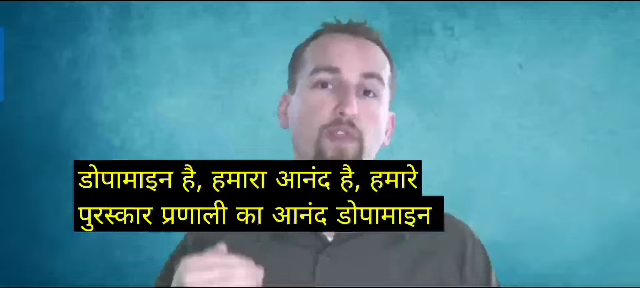 डोपामाइन है, हमारा आनंद है, हमारे
पुरस्कार प्रणाली का आनंद डोपामाइन